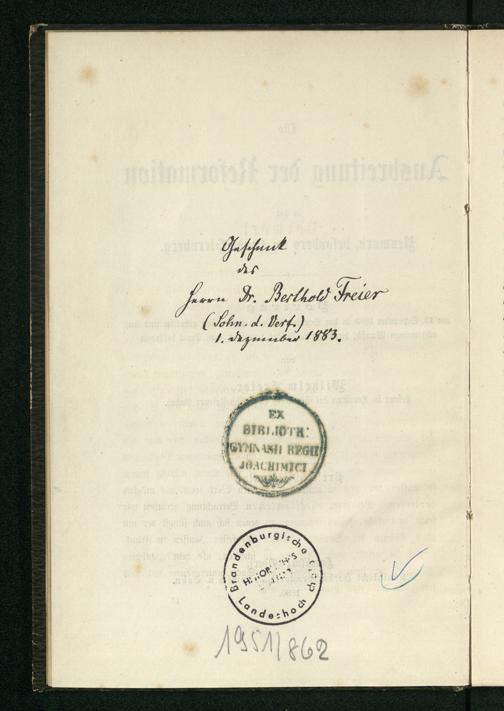 Geschenk
des
Herrn Dr. Berthold Freier
(Sohn. d. Verf.)
1. Dezember 1883.
EX
BIBLIOTH:
GYMNASII REGII
JOACHIMICI
Brandenburgische
Landeshoch
1951/862